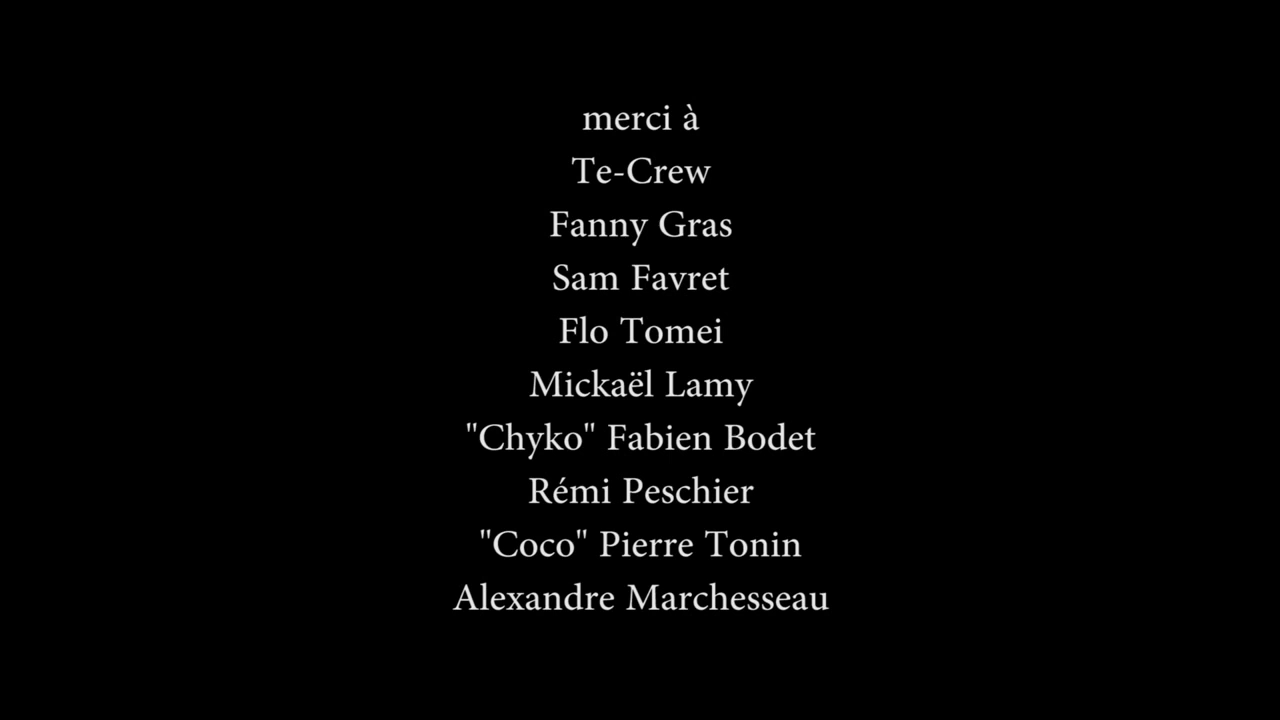 merci à
Te-Crew
Fanny Gras
Sam Favret
Flo Tomei
Mickaël Lamy
"Chyko" Fabien Bodet
Rémi Peschier
"Coco" Pierre Tonin
Alexandre Marchesseau